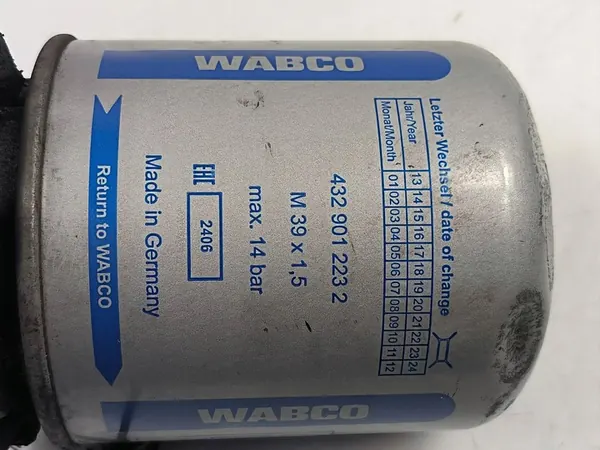 WABCO
Letzter Wechsel / date of change
Jahr/Year 13 14 15 16 17 18 19 20 21 22 23 24
Monat/Month 01 02 03 04 05 06 07 08 09 10 11 12
432 901 223 2
M 39 x 1,5
max. 14 bar
EAC
2406
Made in Germany
Return to WABCO
WABCO